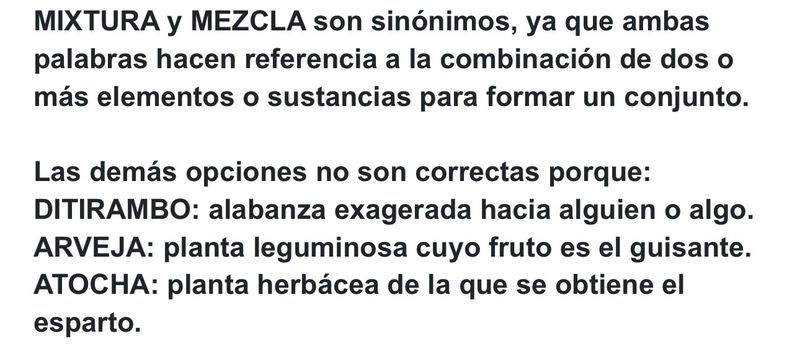 MIXTURA y MEZCLA son sinónimos, ya que ambas
palabras hacen referencia a la combinación de dos o
más elementos o sustancias para formar un conjunto.
Las demás opciones no son correctas porque:
DITIRAMBO: alabanza exagerada hacia alguien o algo.
ARVEJA: planta leguminosa cuyo fruto es el guisante.
ATOCHA: planta herbácea de la que se obtiene el
esparto.